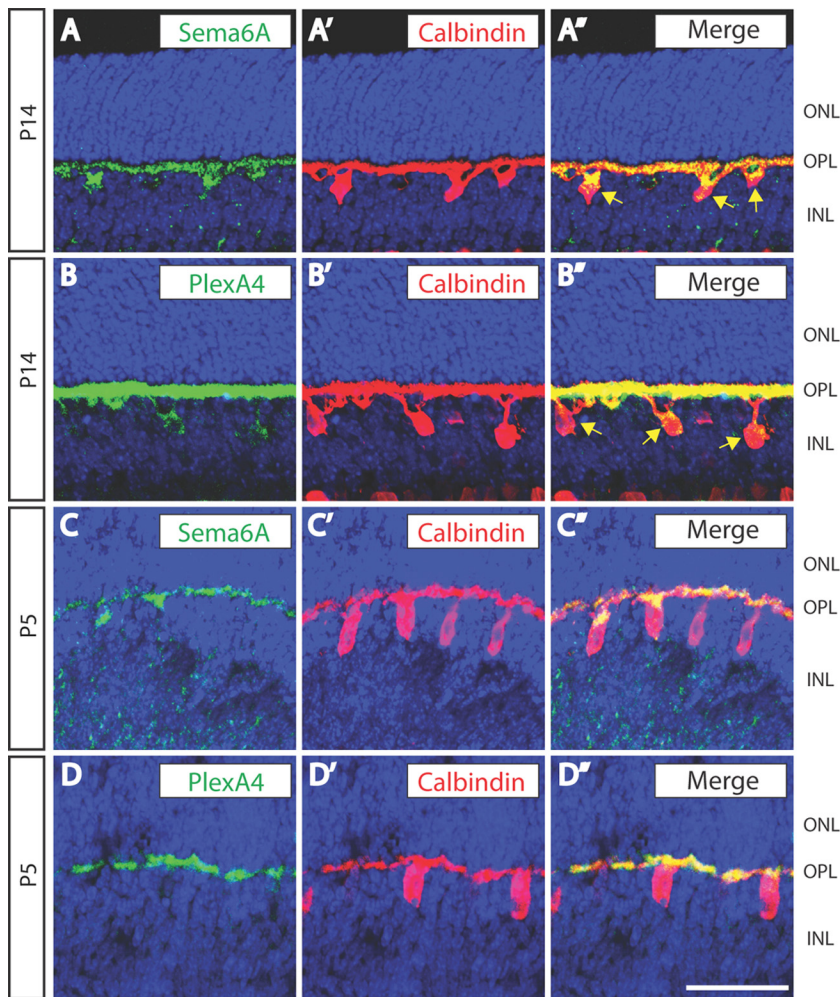 A Sema6A A′ Calbindin A″ Merge
P14
ONL
OPL
INL
B PlexA4 B′ Calbindin B″ Merge
P14
ONL
OPL
INL
C Sema6A C′ Calbindin C″ Merge
P5
ONL
OPL
INL
D PlexA4 D′ Calbindin D″ Merge
P5
ONL
OPL
INL